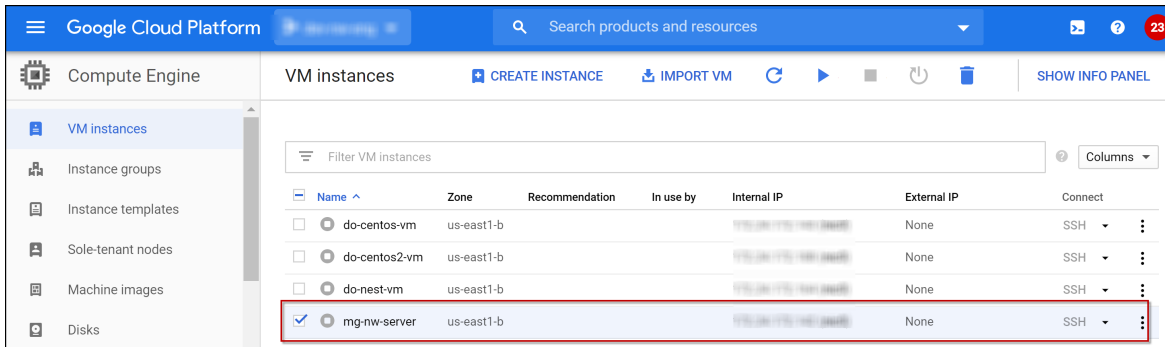 Google Cloud Platform
Search products and resources
23
Compute Engine
VM instances
CREATE INSTANCE
IMPORT VM
SHOW INFO PANEL
VM instances
Instance groups
Instance templates
Sole-tenant nodes
Machine images
Disks
Filter VM instances
Columns
Name Zone Recommendation In use by Internal IP External IP Connect
do-centos-vm us-east1-b None SSH
do-centos2-vm us-east1-b None SSH
do-nest-vm us-east1-b None SSH
mg-nw-server us-east1-b None SSH